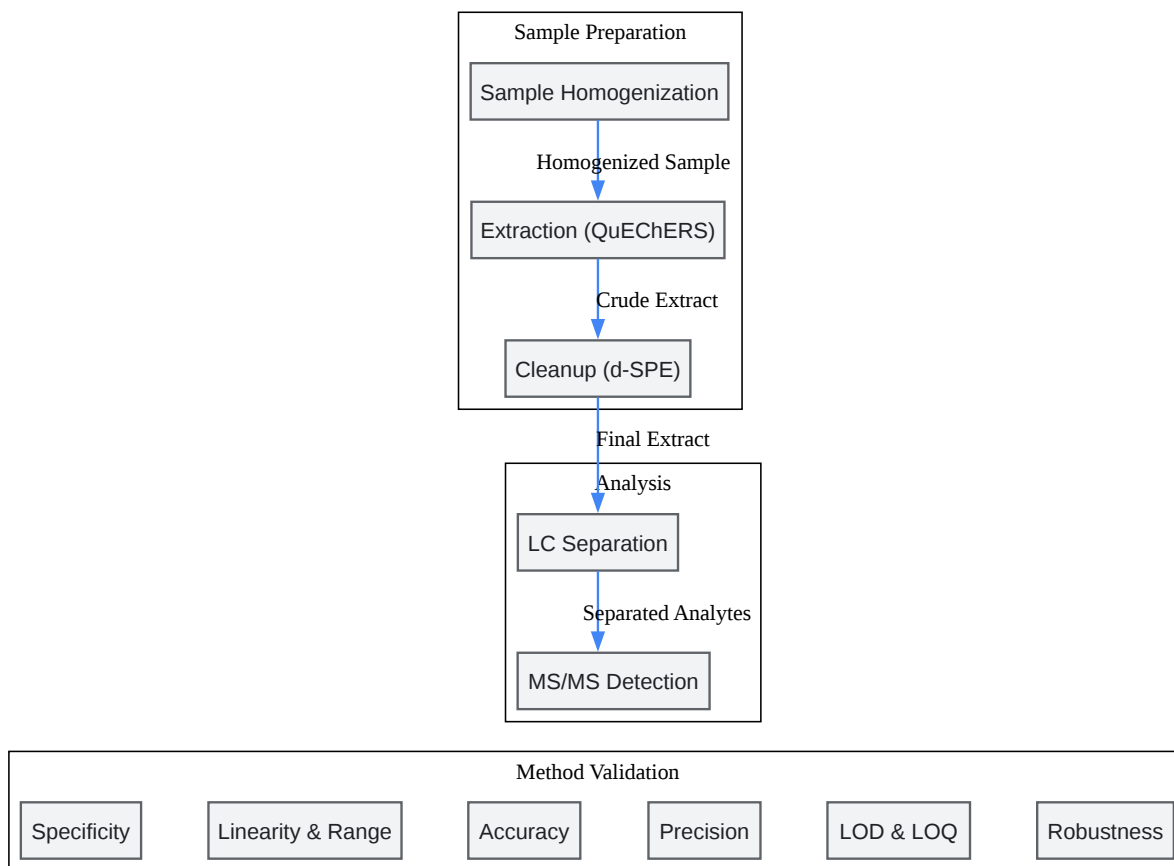 Sample Preparation
Sample Homogenization
Homogenized Sample
Extraction (QuEChERS)
Crude Extract
Cleanup (d-SPE)
Final Extract
Analysis
LC Separation
Separated Analytes
MS/MS Detection
Method Validation
Specificity
Linearity & Range
Accuracy
Precision
LOD & LOQ
Robustness